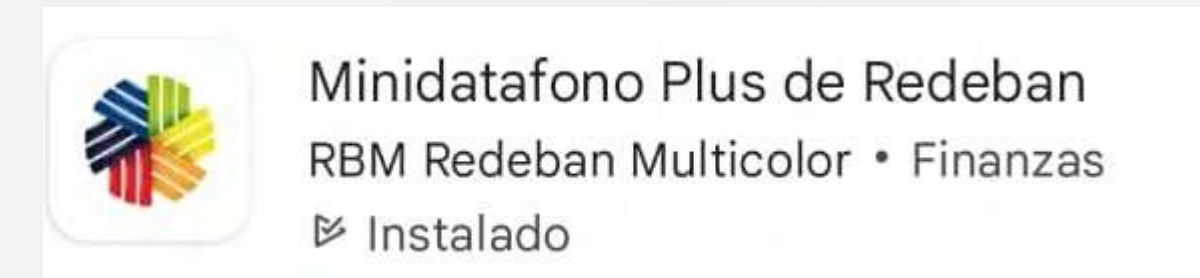 Minidatafono Plus de Redeban
RBM Redeban Multicolor • Finanzas
Instalado